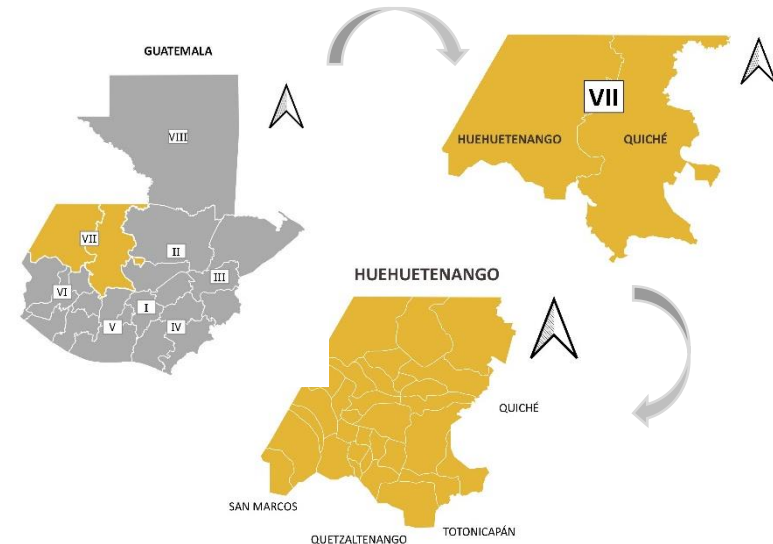 GUATEMALA
VIII
VII
II
III
VI
I
V
IV
VII
HUEHUETENANGO
QUICHÉ
HUEHUETENANGO
QUICHÉ
SAN MARCOS
QUETZALTENANGO
TOTONICAPÁN